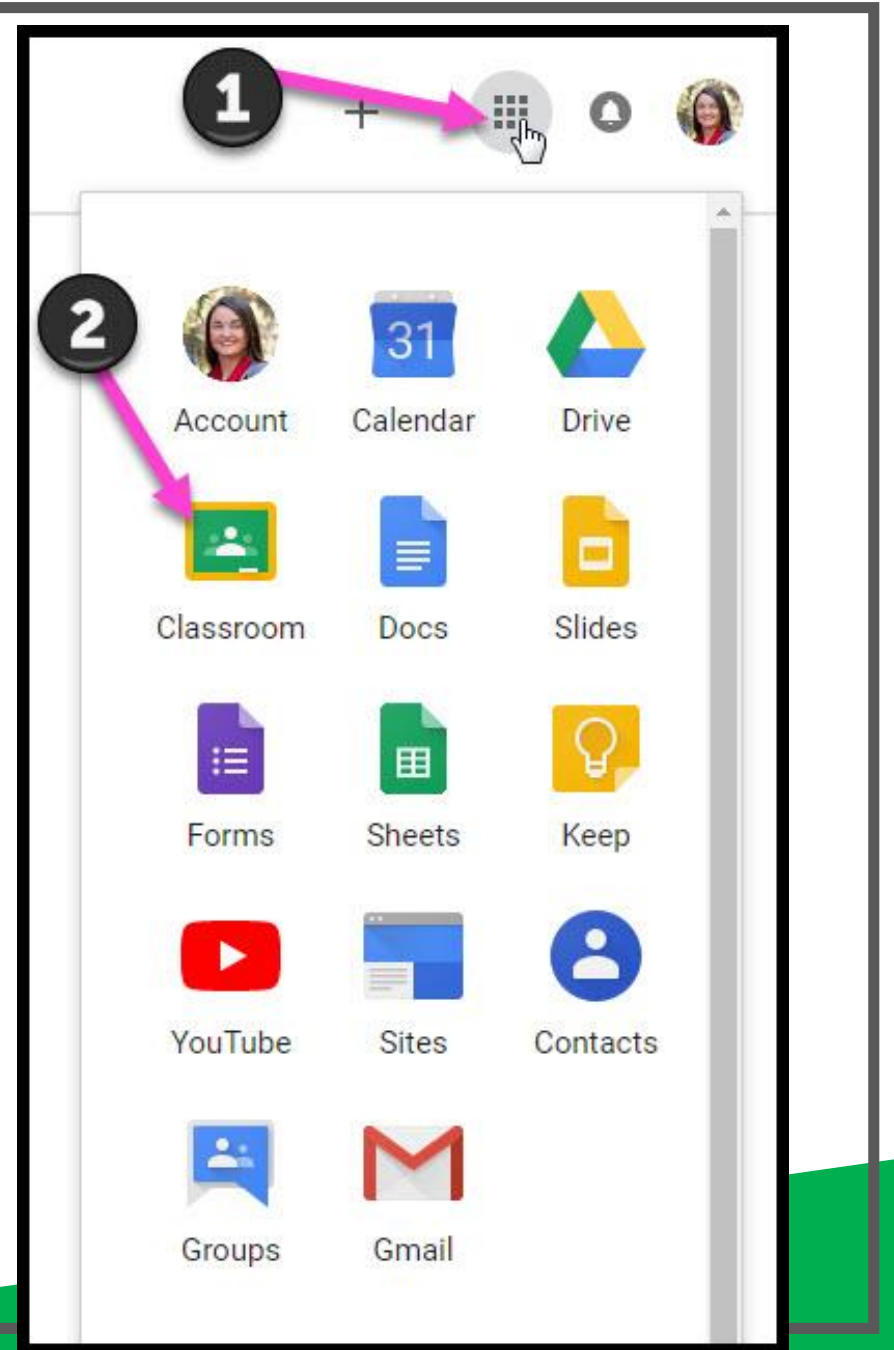 1
2
31
Account Calendar Drive
Classroom Docs Slides
Forms Sheets Keep
YouTube Sites Contacts
Groups Gmail